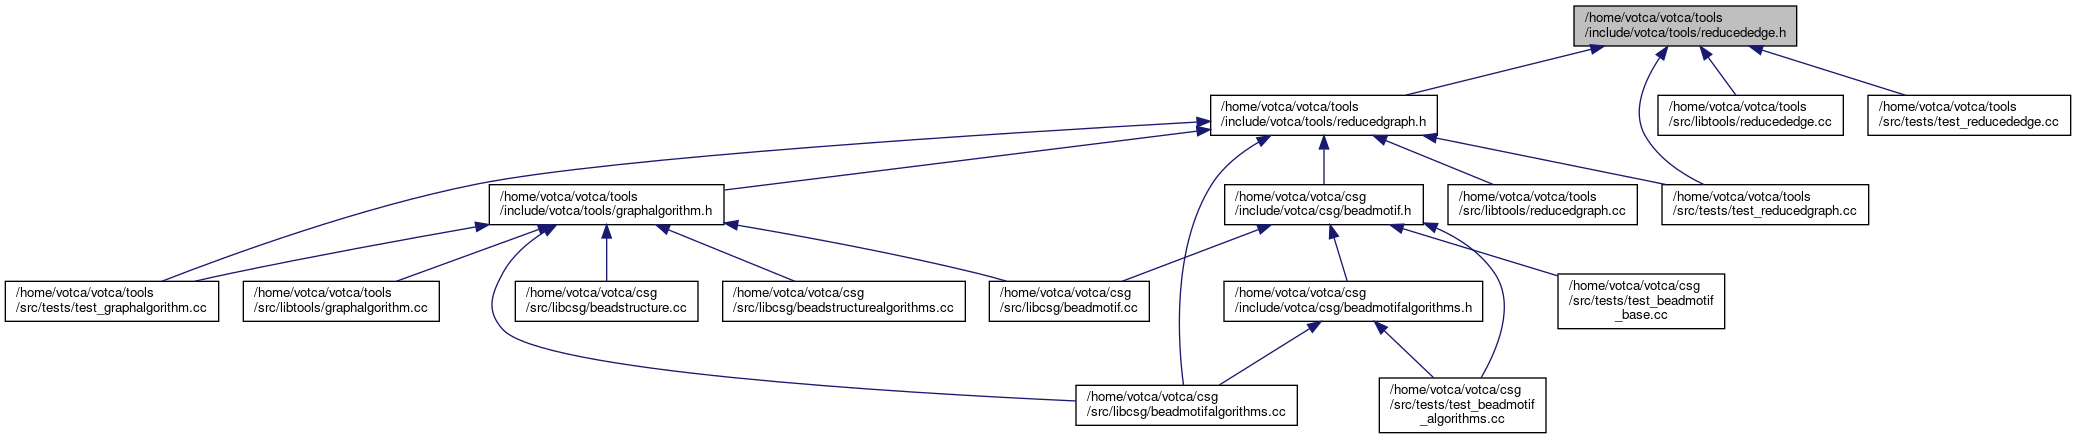 /home/votca/votca/tools
/include/votca/tools/reducededge.h
/home/votca/votca/tools
/include/votca/tools/reducedgraph.h
/home/votca/votca/tools
/src/libtools/reducededge.cc
/home/votca/votca/tools
/src/tests/test_reducededge.cc
/home/votca/votca/tools
/include/votca/tools/graphalgorithm.h
/home/votca/votca/csg
/include/votca/csg/beadmotif.h
/home/votca/votca/tools
/src/libtools/reducedgraph.cc
/home/votca/votca/tools
/src/tests/test_reducedgraph.cc
/home/votca/votca/tools
/src/tests/test_graphalgorithm.cc
/home/votca/votca/tools
/src/libtools/graphalgorithm.cc
/home/votca/votca/csg
/src/libcsg/beadstructure.cc
/home/votca/votca/csg
/src/libcsg/beadstructurealgorithms.cc
/home/votca/votca/csg
/src/libcsg/beadmotif.cc
/home/votca/votca/csg
/include/votca/csg/beadmotifalgorithms.h
/home/votca/votca/csg
/src/tests/test_beadmotif
_base.cc
/home/votca/votca/csg
/src/libcsg/beadmotifalgorithms.cc
/home/votca/votca/csg
/src/tests/test_beadmotif
_algorithms.cc